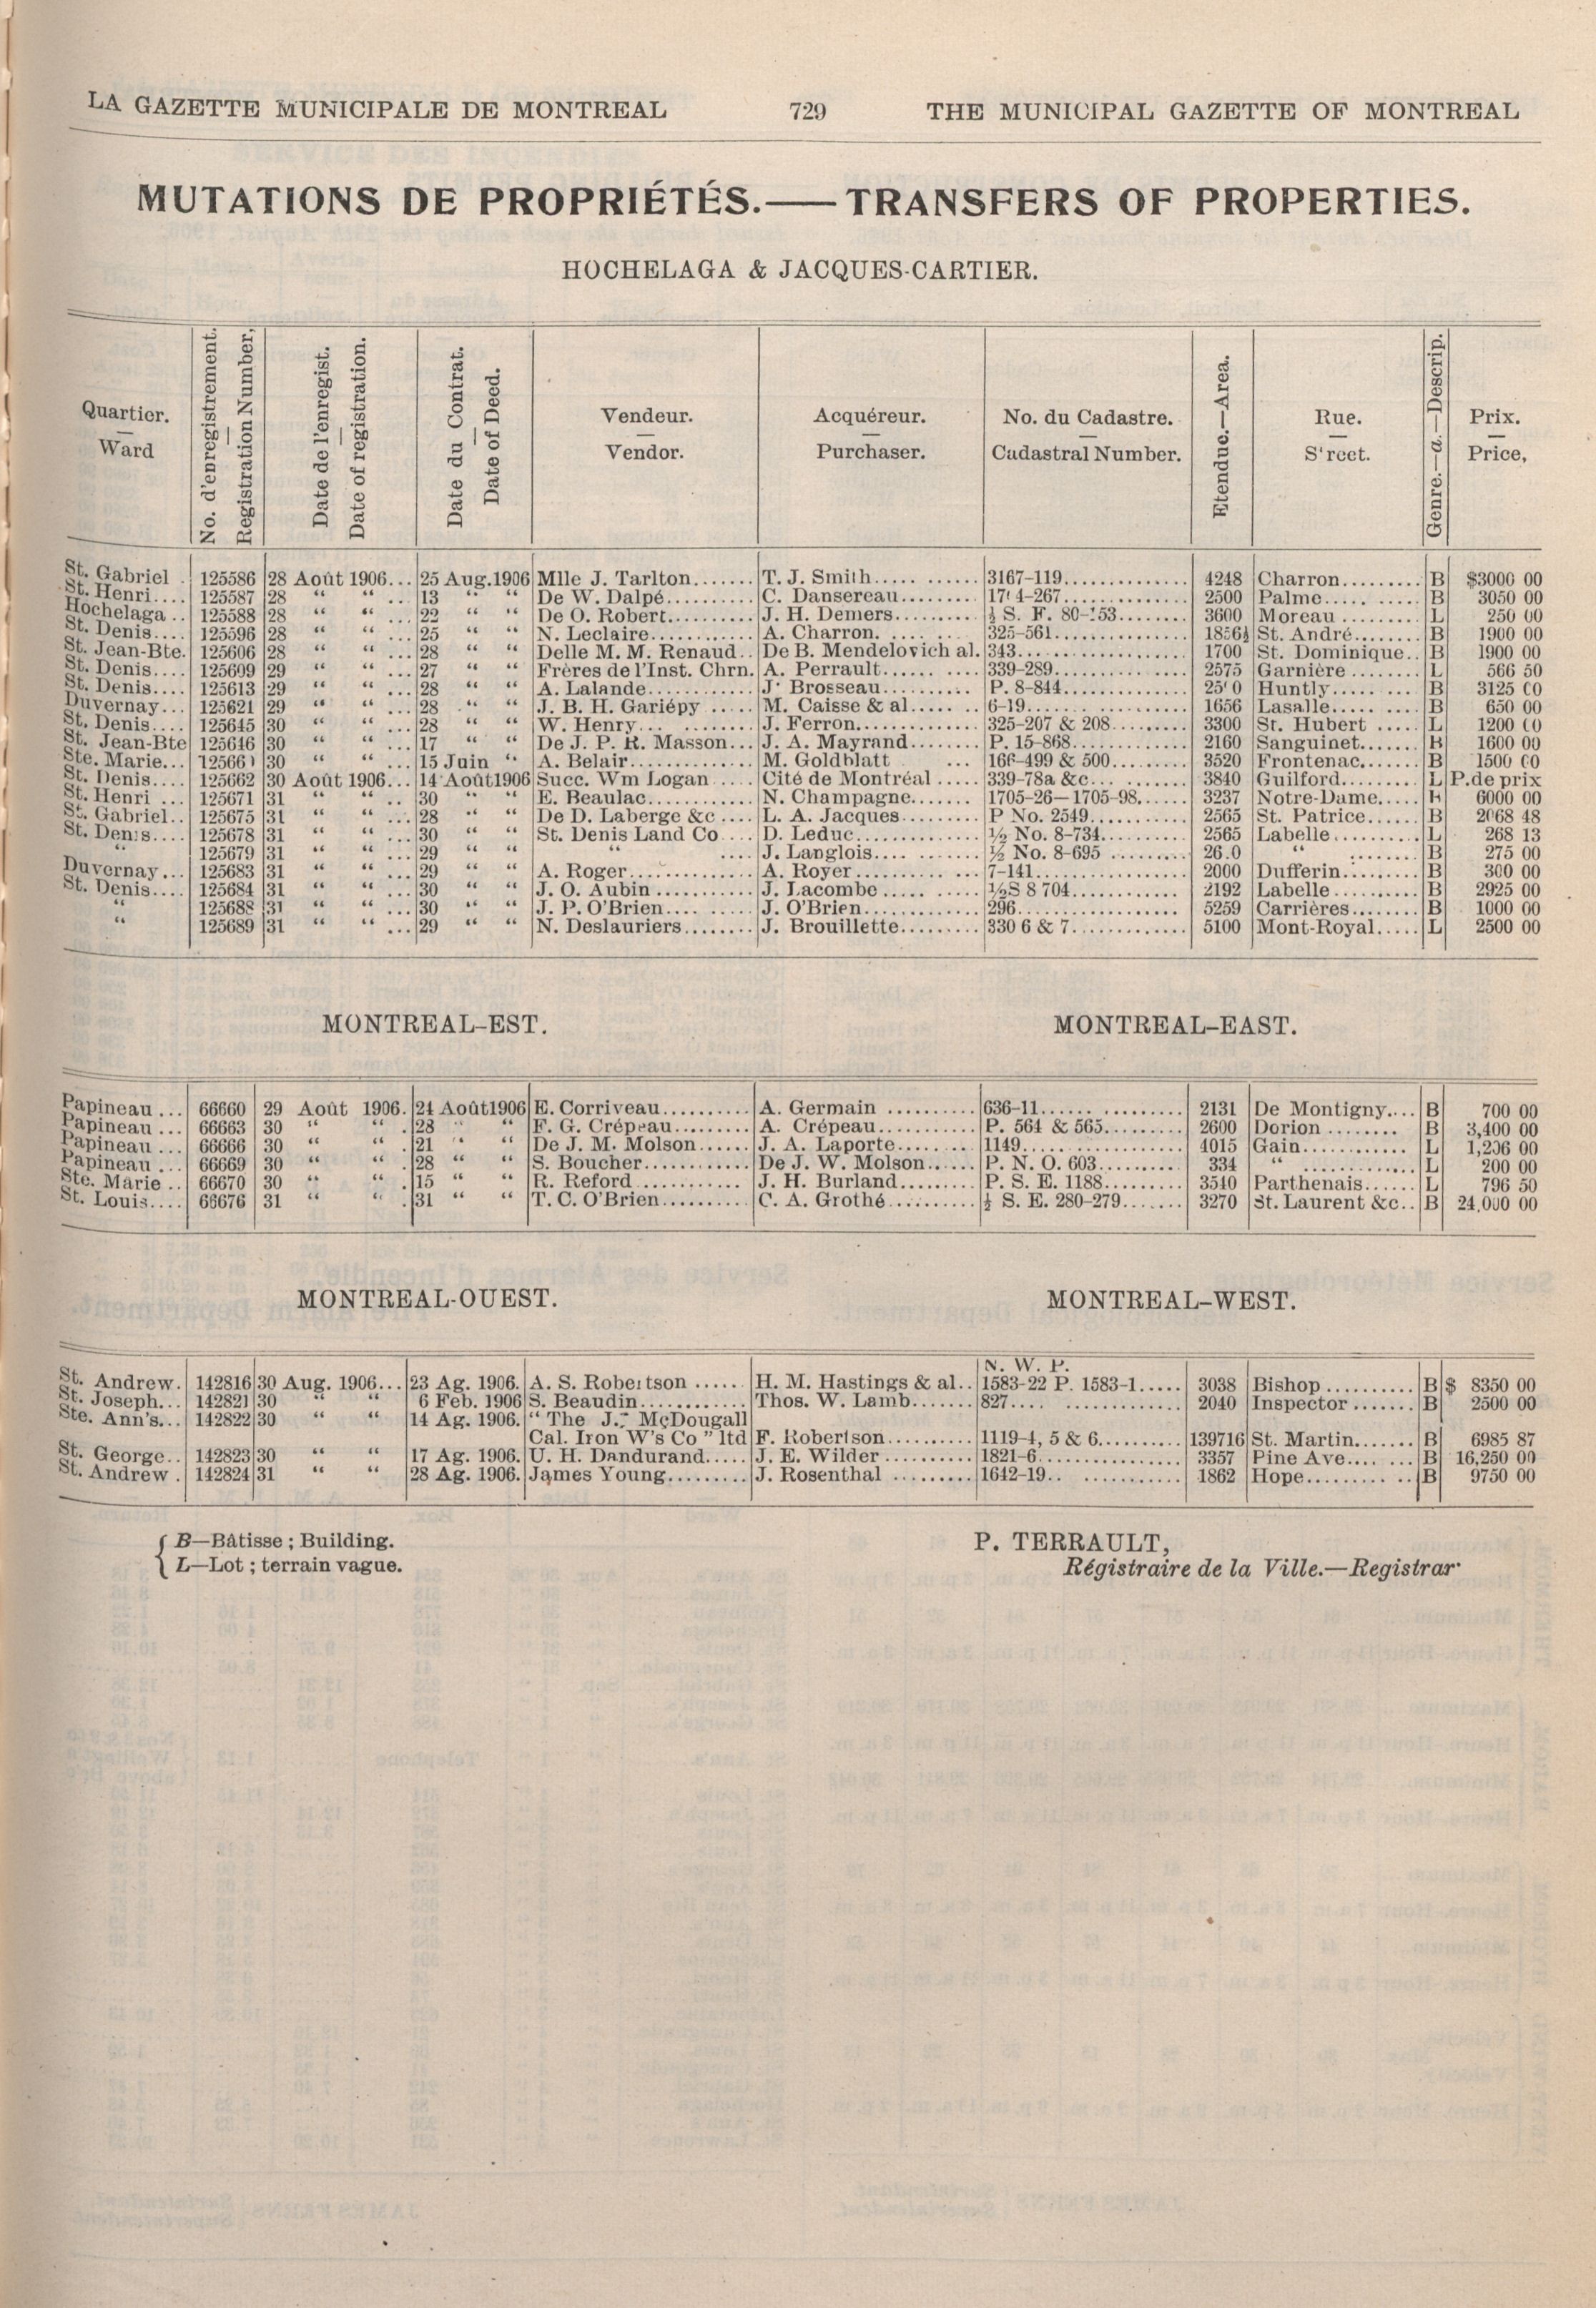 LA GAZETTE MUNICIPALE DE MONTREAL 729 THE MUNICIPAL GAZETTE OF MONTREAL
MUTATIONS DE PROPRIÉTÉS.—TRANSFERS OF PROPERTIES.
HOCHELAGA & JACQUES-CARTIER.
Quartier. — Ward
No. d'enregistrement. — Registration Number,
Date de l'enregist. — Date of registration.
Date du Contrat. — Date of Deed.
Vendeur. — Vendor.
Acquéreur. — Purchaser.
No. du Cadastre. — Cadastral Number.
Etendue.—Area.
Rue. — S'reet.
Genre.—a.—Descrip.
Prix. — Price,
St. Gabriel . 125586 28 Août 1906... 25 Aug.1906 Mlle J. Tarlton....... T. J. Smith..... ...... 3167-119.............. 4248 Charron......... B $3000 00
St. Henri.... 125587 28 “ “ ... 13 “ “ De W. Dalpé.......... C. Dansereau........ 4-267.............. 2500 Palme..... ...... B 3050 00
Hochelaga .. 125588 28 “ “ ... 22 “ “ De O. Robert.......... J. H. Demers......... ½ S. F. 80-'53........ 3600 Moreau ......... L 250 00
St. Denis.... 125596 28 “ “ ... 25 “ “ N. Leclaire............ A. Charron. ..... ... 325-561.............. 1856½ St. André........ B 1900 00
St. Jean-Bte. 125606 28 “ “ ... 28 “ “ Delle M. M. Renaud.. De B. Mendelovich al. 343.................. 1700 St. Dominique.. B 1900 00
St. Denis.... 125609 29 “ “ ... 27 “ “ Frères de l'Inst. Chrn. A. Perrault...... .... 339-289.............. 2575 Garnière ........ L 566 50
St. Denis.... 125613 29 “ “ ... 28 “ “ A. Lalande............ J. Brosseau.......... P. 8-844............. Huntly..... ... B 3125 00
Duvernay... 125621 29 “ “ ... 28 “ “ J. B. H. Gariépy ..... M. Caisse & al..... .. 6-19....... ......... 1656 Lasalle..... .... B 650 00
St. Denis.... 125645 30 “ “ ... 28 “ “ W. Henry... ........ J. Ferron............. 325-207 & 208........ 3300 St. Hubert ..... L 1200 00
St. Jean-Bte 125646 30 “ “ ... 17 “ “ De J. P. R. Masson... J. A. Mayrand........ P. 15-868............. 2160 Sanguinet....... B 1600 00
Ste. Marie... 30 “ “ ... 15 Juin “ A. Belair............. M. Goldblatt ... -499 & 500......... 3520 Frontenac....... B 1500 00
St. Denis.... 125662 30 Août 1906... 14 Août1906 Succ. Wm Logan .... Cité de Montréal ..... 339-78a &c... ....... 3840 Guilford........ L P.de prix
St. Henri ... 125671 31 “ “ .. 30 “ “ E. Beaulac............ N. Champagne....... 1705-26—1705-98...... 3237 Notre-Dame..... B 6000 00
St. Gabriel.. 125675 31 “ “ ... 28 “ “ De D. Laberge &c .... L. A. Jacques........ P No. 2549........... 2565 St. Patrice...... B 2068 48
St. Denis.... 125678 31 “ “ ... 30 “ “ St. Denis Land Co .... D. Leduc............. ½ No. 8-734.......... 2565 Labelle.......... L 268 13
“ 125679 31 “ “ ... 29 “ “ “ .... J. Langlois.... ....... ½ No. 8-695 ......... 26.0 “ ........ B 275 00
Duvernay... 125683 31 “ “ ... 29 “ “ A. Roger.............. A. Royer............. 7-141................ 2000 Dufferin......... B 300 00
St. Denis.... 125684 31 “ “ ... 30 “ “ J. O. Aubin .......... J. Lacombe ..... ..... ½S 8 704............ 2192 Labelle .......... B 2925 00
“ 125688 31 “ “ ... 30 “ “ J. P. O'Brien.... ..... J. O'Brien............ 296.................. 5259 Carrières........ B 1000 00
“ 125689 31 “ “ ... 29 “ “ N. Deslauriers........ J. Brouillette......... 330 6 & 7............ 5100 Mont-Royal..... L 2500 00
MONTREAL-EST. MONTREAL-EAST.
Papineau ... 66660 29 Août 1906. 24 Août1906 E. Corriveau.......... A. Germain .......... 636-11...... ......... 2131 De Montigny.... B 700 00
Papineau ... 66663 30 “ “ . 28 “ “ F. G. Crépeau......... A. Crépeau........... P. 564 & 565......... 2600 Dorion ........ B 3,400 00
Papineau ... 66666 30 “ “ . 21 “ “ De J. M. Molson...... J. A. Laporte......... 1149.................. 4015 Gain............ L 1,236 00
Papineau ... 66669 30 “ “ . 28 “ “ S. Boucher............ De J. W. Molson...... P. N. O. 603.......... 334 “ ............. L 200 00
Ste. Marie .. 66670 30 “ “ . 15 “ “ R. Reford ............ J. H. Burland......... P. S. E. 1188......... 3540 Parthenais...... L 796 50
St. Louis.... 66676 31 “ “ . 31 “ “ T. C. O'Brien.......... C. A. Grothé.......... ½ S. E. 280-279....... 3270 St. Laurent &c.. B 24,000 00
MONTREAL-OUEST. MONTREAL-WEST.
N. W. P.
St. Andrew. 142816 30 Aug. 1906... 23 Ag. 1906. A. S. Robertson ...... H. M. Hastings & al.. 1583-22 P. 1583-1..... 3038 Bishop .......... B $ 8350 00
St. Joseph... 142821 30 “ “ 6 Feb. 1906 S. Beaudin............ Thos. W. Lamb....... 827.... ............. 2040 Inspector ....... B 2500 00
Ste. Ann's... 142822 30 “ “ 14 Ag. 1906. “ The J. McDougall
Cal. Iron W's Co ” ltd F. Robertson.......... 1119-4, 5 & 6.......... 139716 St. Martin....... B 6985 87
St. George.. 142823 30 “ “ 17 Ag. 1906. U. H. Dandurand..... J. E. Wilder .......... 1821-6................ 3357 Pine Ave.... ... B 16,250 00
St. Andrew . 142824 31 “ “ 28 Ag. 1906. James Young......... J. Rosenthal ......... 1642-19.. ........... 1862 Hope......... .. B 9750 00
B—Bâtisse ; Building.
L—Lot ; terrain vague.
P. TERRAULT,
Régistraire de la Ville.—Registrar